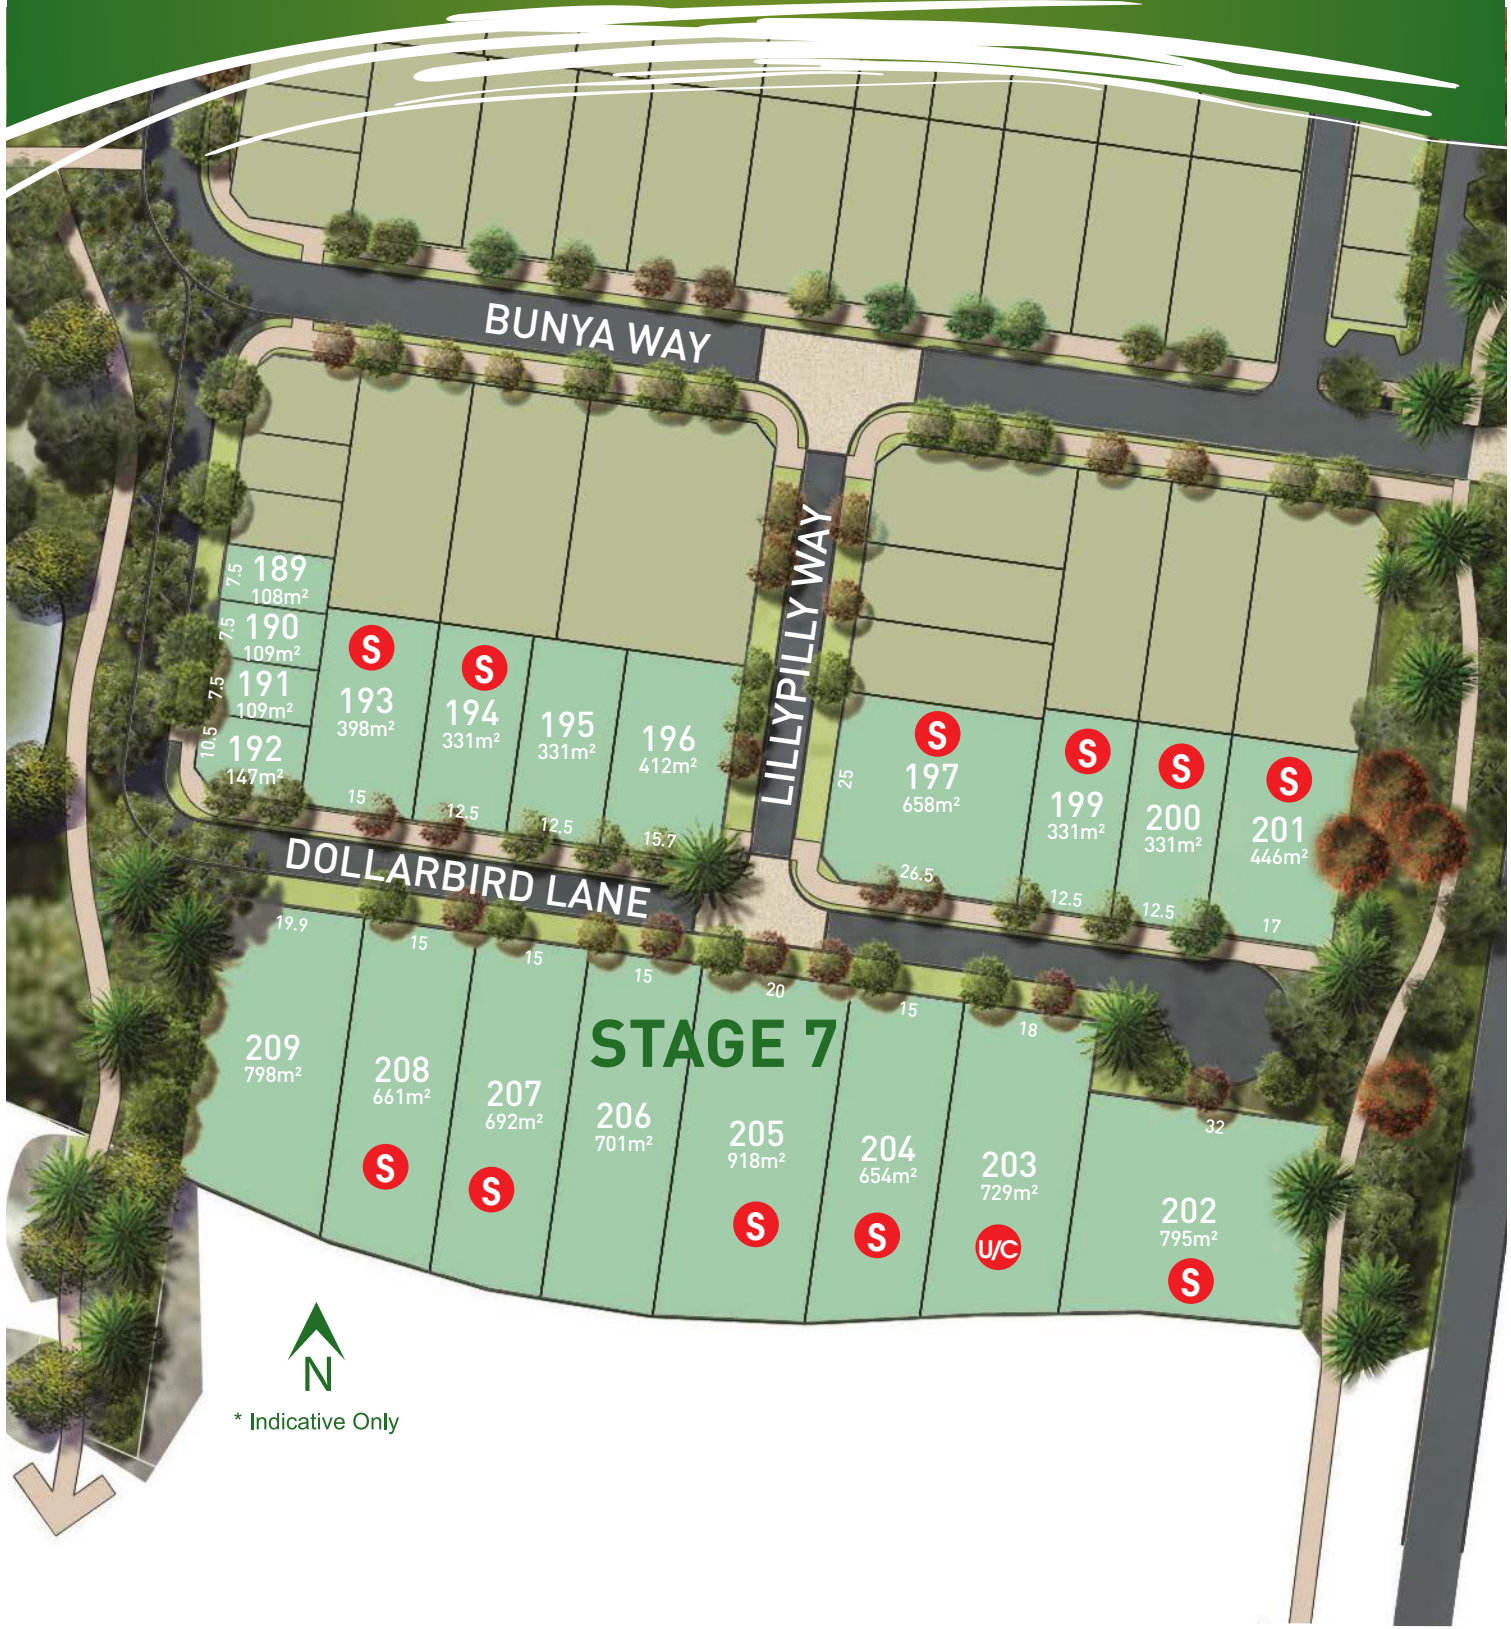 BUNYA WAY
LILLYPILLY WAY
7.5
189
108m²
7.5
190
109m²
7.5
191
109m²
10.5
192
147m²
S
193
398m²
15
S
194
331m²
12.5
195
331m²
12.5
196
412m²
15.7
S
197
658m²
25
26.5
S
199
331m²
12.5
S
200
331m²
12.5
S
201
446m²
17
DOLLARBIRD LANE
STAGE 7
19.9
209
798m²
15
208
661m²
S
15
207
692m²
S
15
206
701m²
20
205
918m²
S
15
204
654m²
S
18
203
729m²
U/C
32
202
795m²
S
N
* Indicative Only